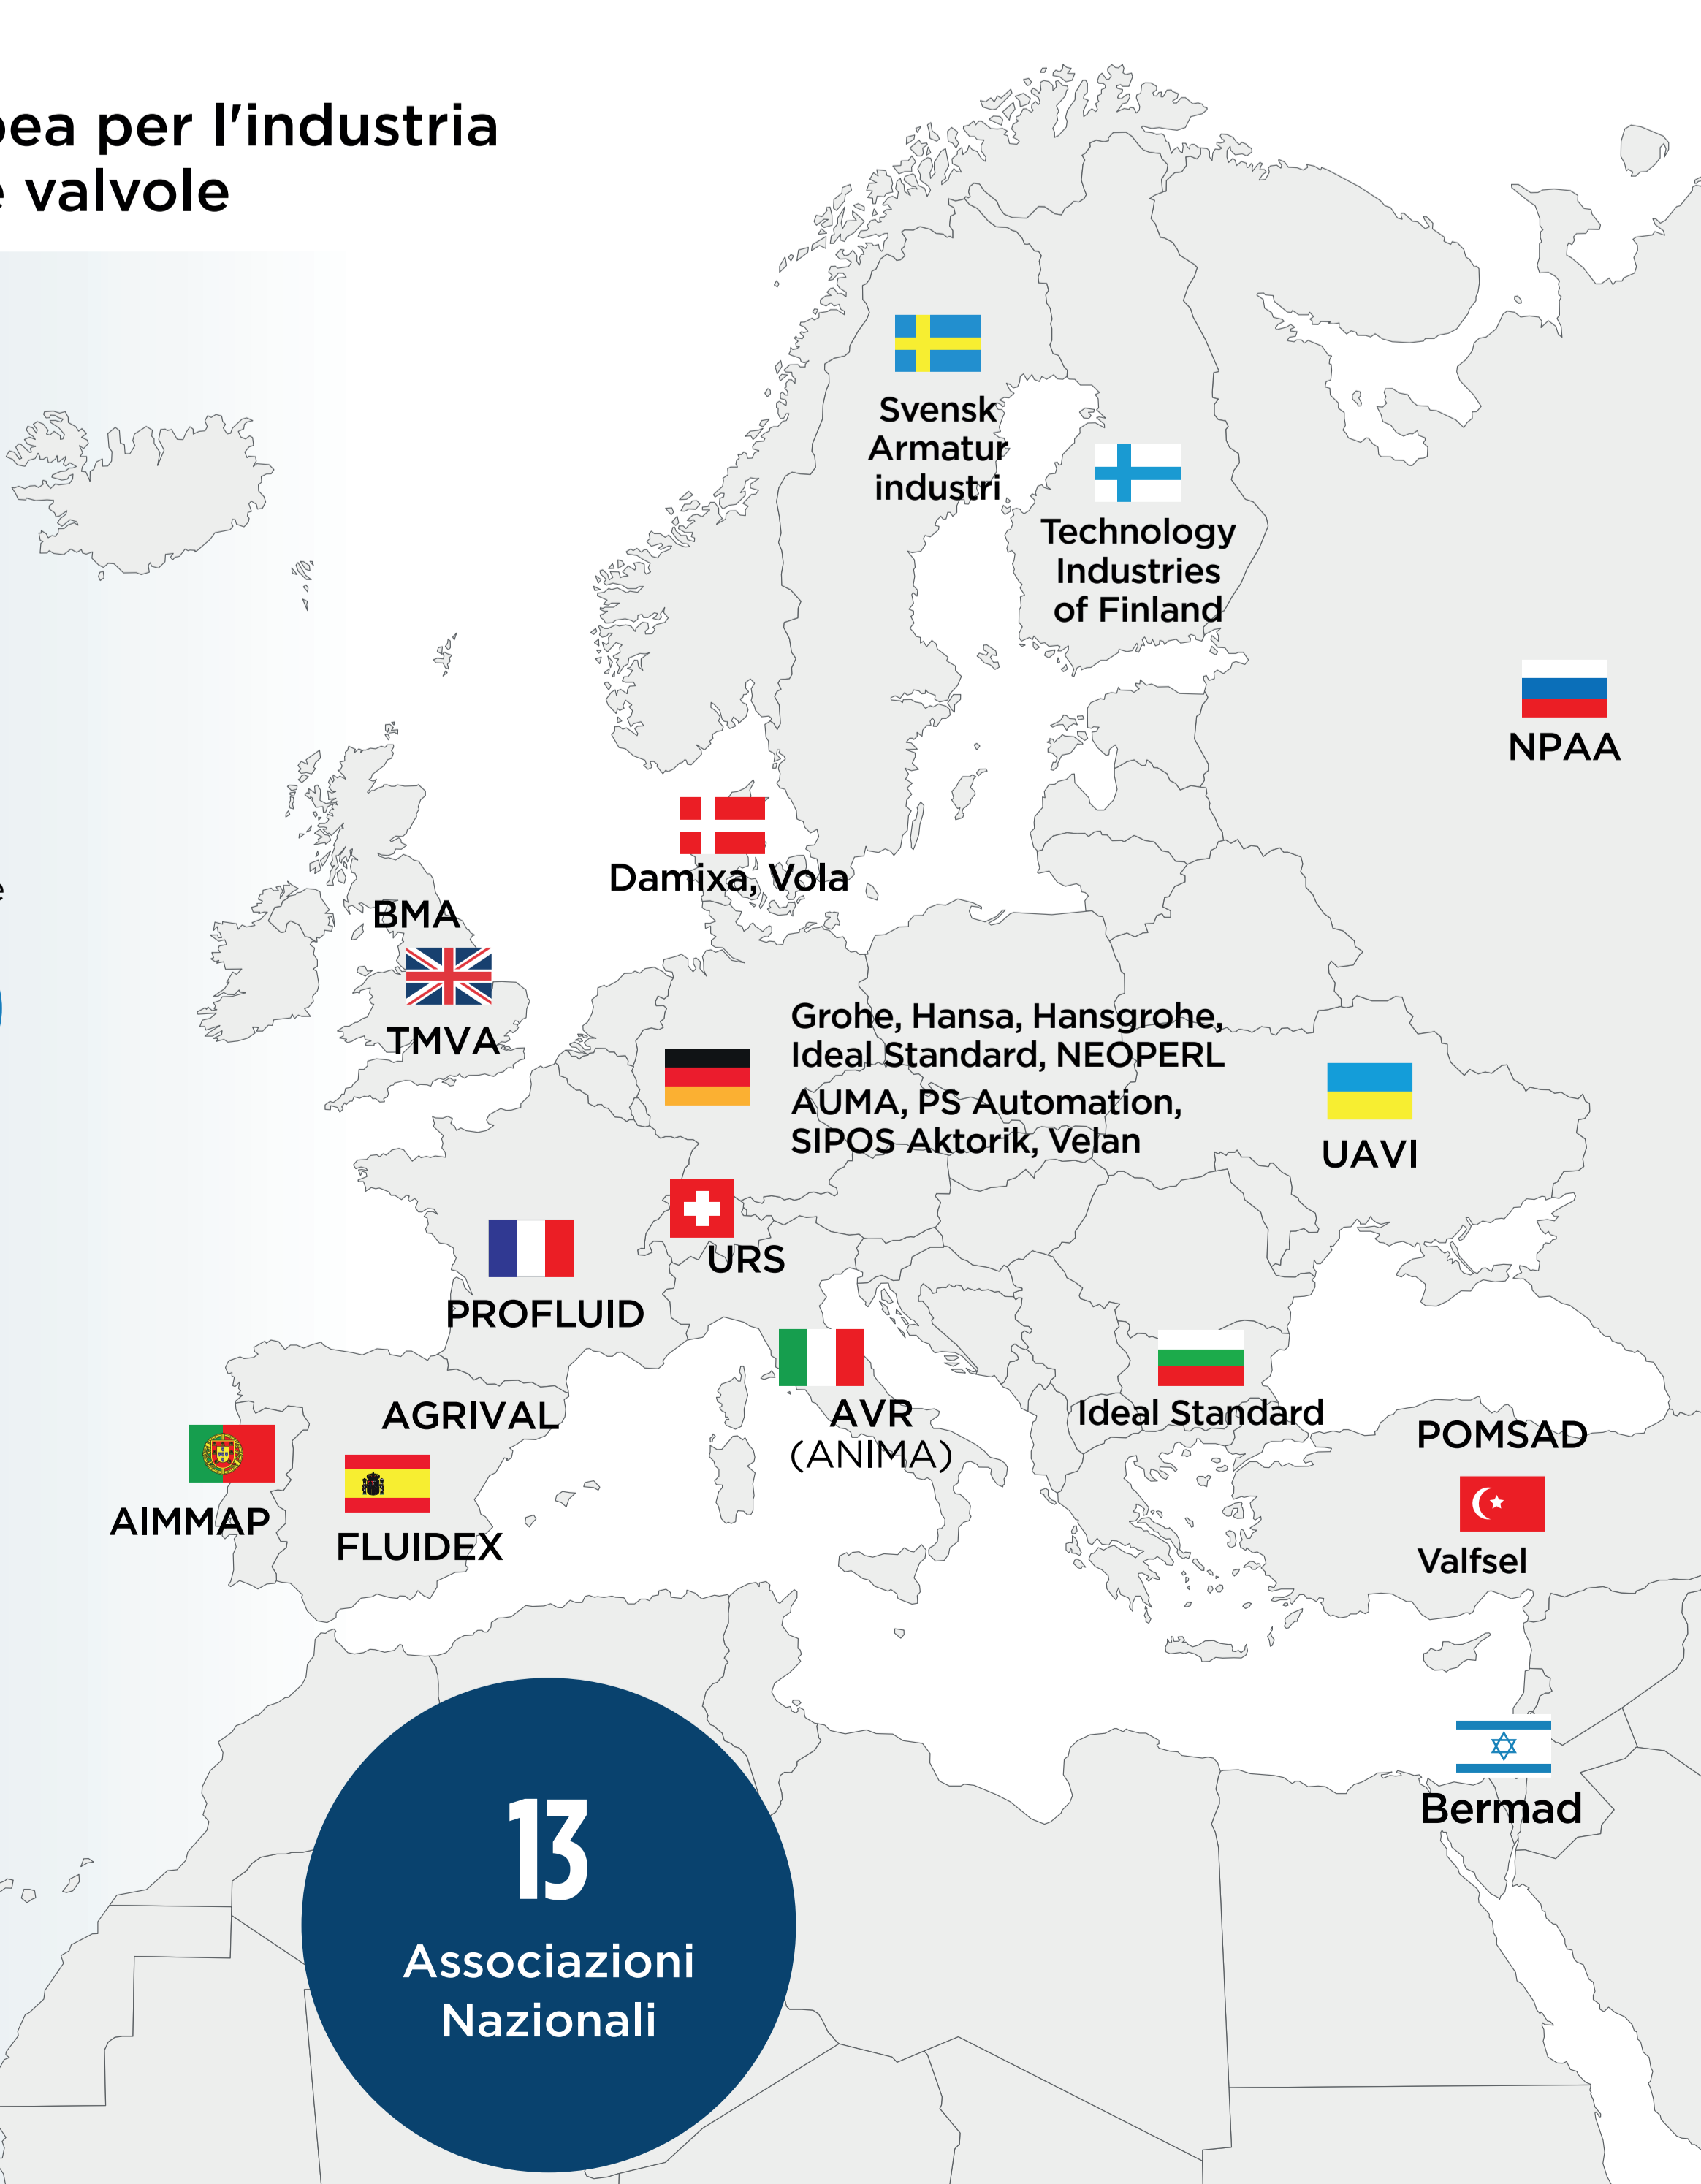 pea per l'industria
e valvole
Svensk
Armatur
industri
Technology
Industries
of Finland
NPAA
Damixa, Vola
e
BMA
TMVA
Grohe, Hansa, Hansgrohe,
Ideal Standard, NEOPERL
AUMA, PS Automation,
SIPOS Aktorik, Velan
UAVI
URS
PROFLUID
AGRIVAL
AVR
(ANIMA)
Ideal Standard
POMSAD
AIMMAP
FLUIDEX
Valfsel
Bermad
13
Associazioni
Nazionali